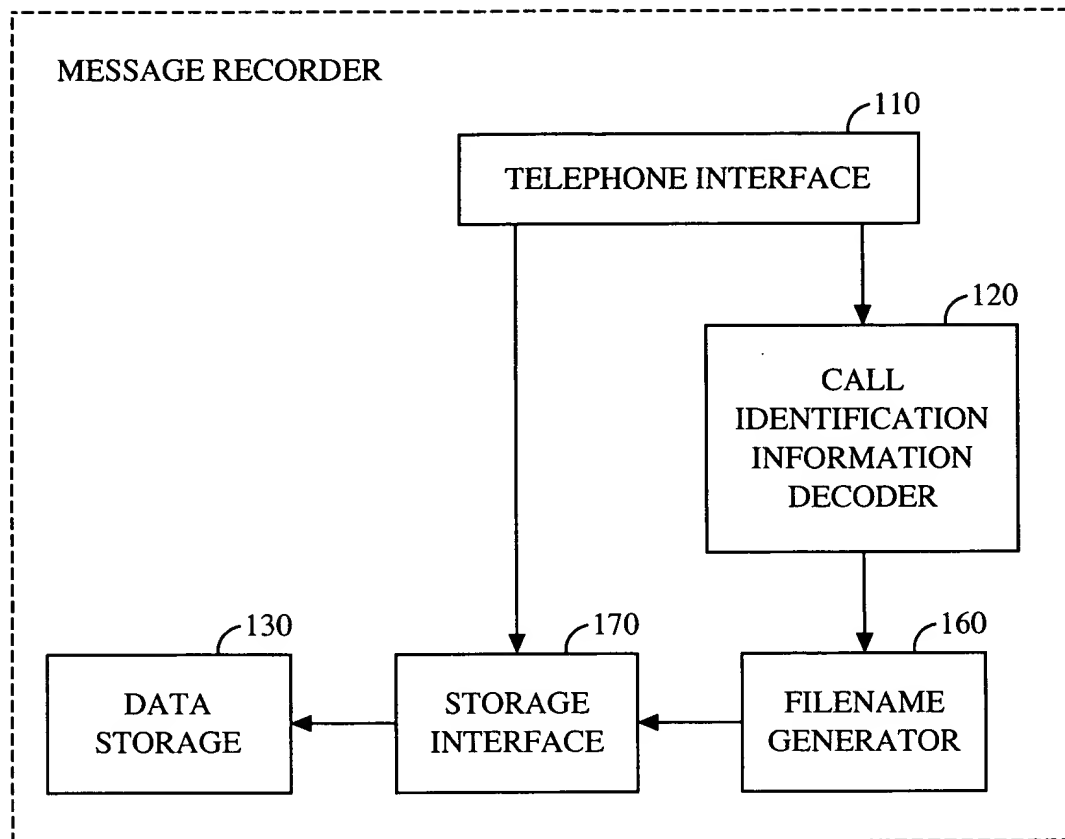 MESSAGE RECORDER
110
TELEPHONE INTERFACE
120
CALL
IDENTIFICATION
INFORMATION
DECODER
130
DATA
STORAGE
170
STORAGE
INTERFACE
160
FILENAME
GENERATOR